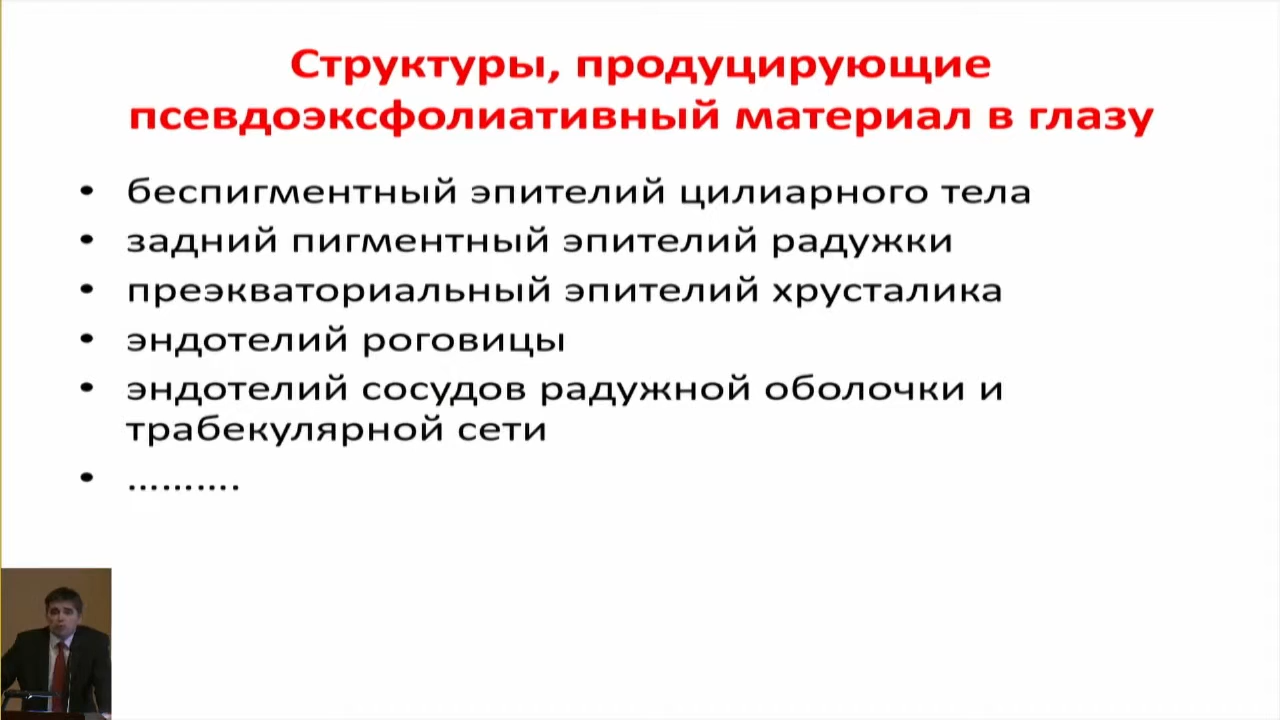 Структуры, продуцирующие
псевдоэксфолиативный материал в глазу
• беспигментный эпителий цилиарного тела
• задний пигментный эпителий радужки
• преэкваториальный эпителий хрусталика
• эндотелий роговицы
• эндотелий сосудов радужной оболочки и
трабекулярной сети
• ……….